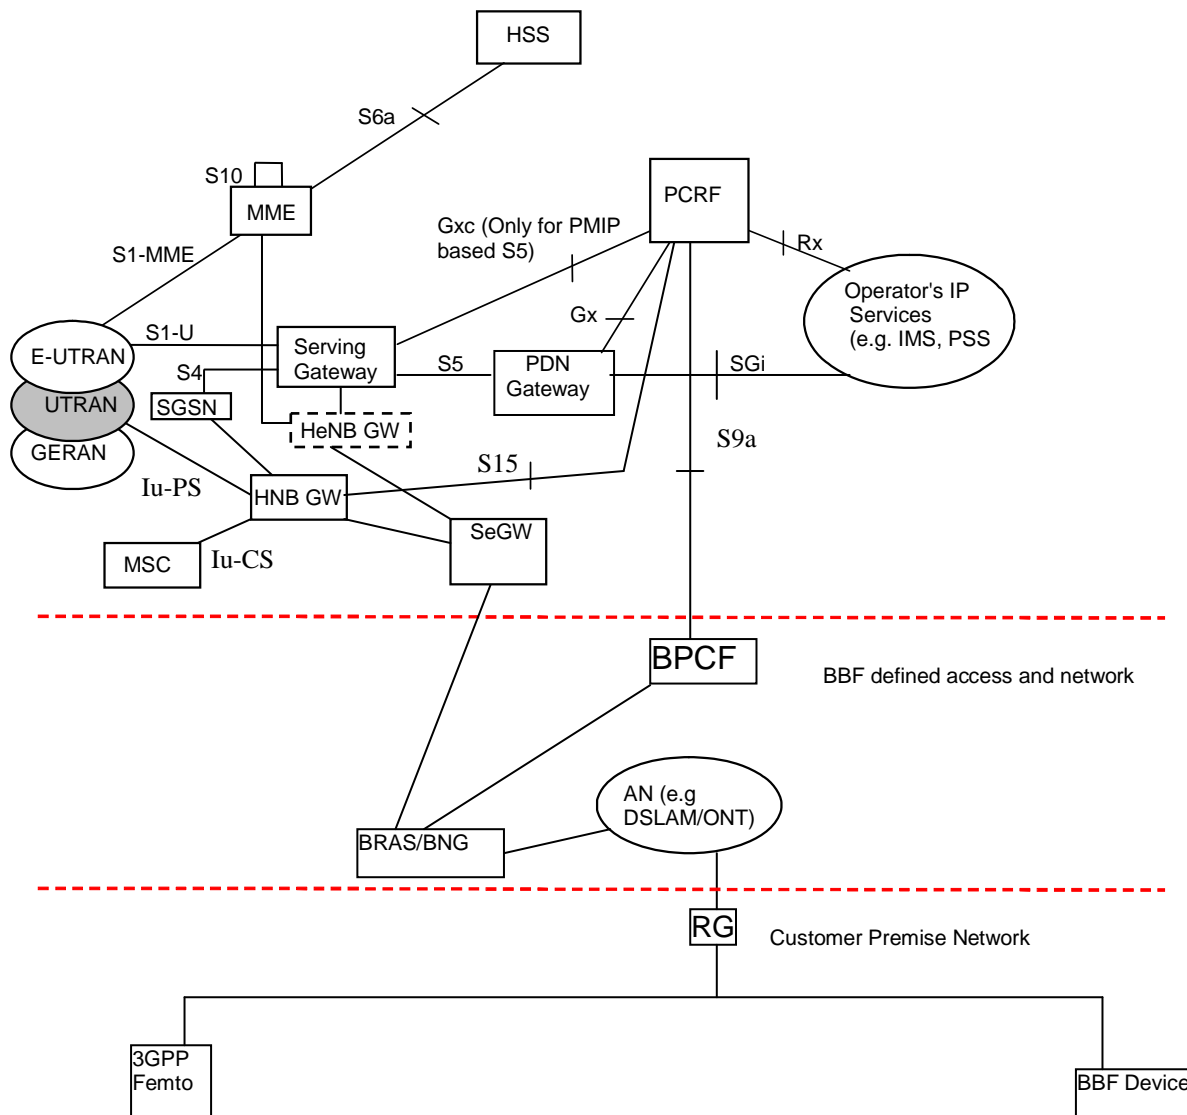 HSS
S6a
S10
MME
PCRF
Gxc (Only for PMIP
based S5)
Rx
S1-MME
Operator's IP
Services
(e.g. IMS, PSS
Gx
S1-U
E-UTRAN
Serving
Gateway
S5
PDN
Gateway
SGi
S4
UTRAN
SGSN
HeNB GW
S9a
GERAN
S15
Iu-PS
HNB GW
SeGW
MSC
Iu-CS
BPCF
BBF defined access and network
AN (e.g
DSLAM/ONT)
BRAS/BNG
RG
Customer Premise Network
3GPP
Femto
BBF Device